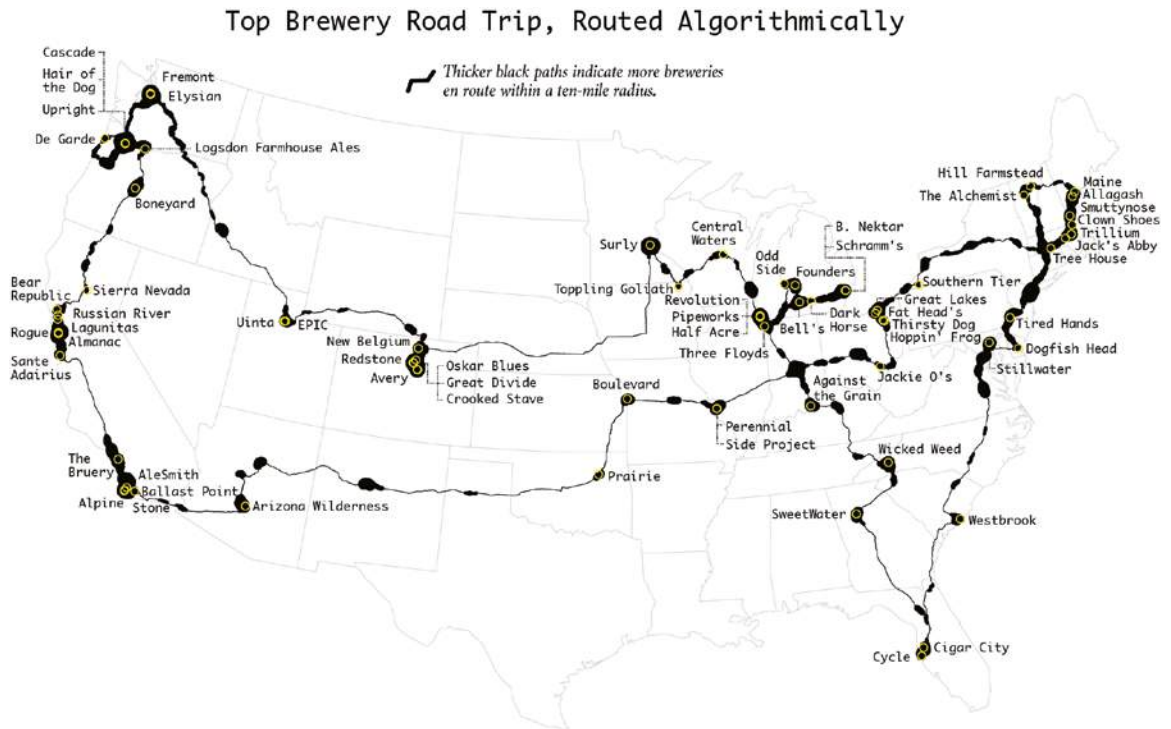 Top Brewery Road Trip, Routed Algorithmically
Thicker black paths indicate more breweries
en route within a ten-mile radius.
Cascade
Hair of
the Dog
Upright
De Garde
Fremont
Elysian
Logsdon Farmhouse Ales
Boneyard
Bear
Republic
Sierra Nevada
Russian River
Lagunitas
Rogue
Almanac
Sante
Adairius
The
Bruery
AleSmith
Ballast Point
Alpine
Stone
Arizona Wilderness
Uinta
EPIC
New Belgium
Redstone
Avery
Oskar Blues
Great Divide
Crooked Stave
Surly
Toppling Goliath
Central
Waters
Odd
Side
Founders
B. Nektar
Schramm's
Revolution
Pipeworks
Half Acre
Three Floyds
Bell's
Dark
Horse
Boulevard
Perennial
Side Project
Prairie
Against
the Grain
Jackie O's
Great Lakes
Fat Head's
Thirsty Dog
Hoppin' Frog
Southern Tier
Hill Farmstead
The Alchemist
Maine
Allagash
Smuttynose
Clown Shoes
Trillium
Jack's Abby
Tree House
Tired Hands
Dogfish Head
Stillwater
Wicked Weed
SweetWater
Westbrook
Cigar City
Cycle